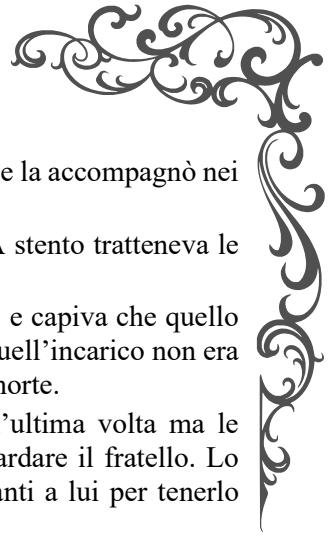 e la accompagnò nei
stento tratteneva le
e capiva che quello
quell'incarico non era
morte.
l'ultima volta ma le
ardare il fratello. Lo
anti a lui per tenerlo